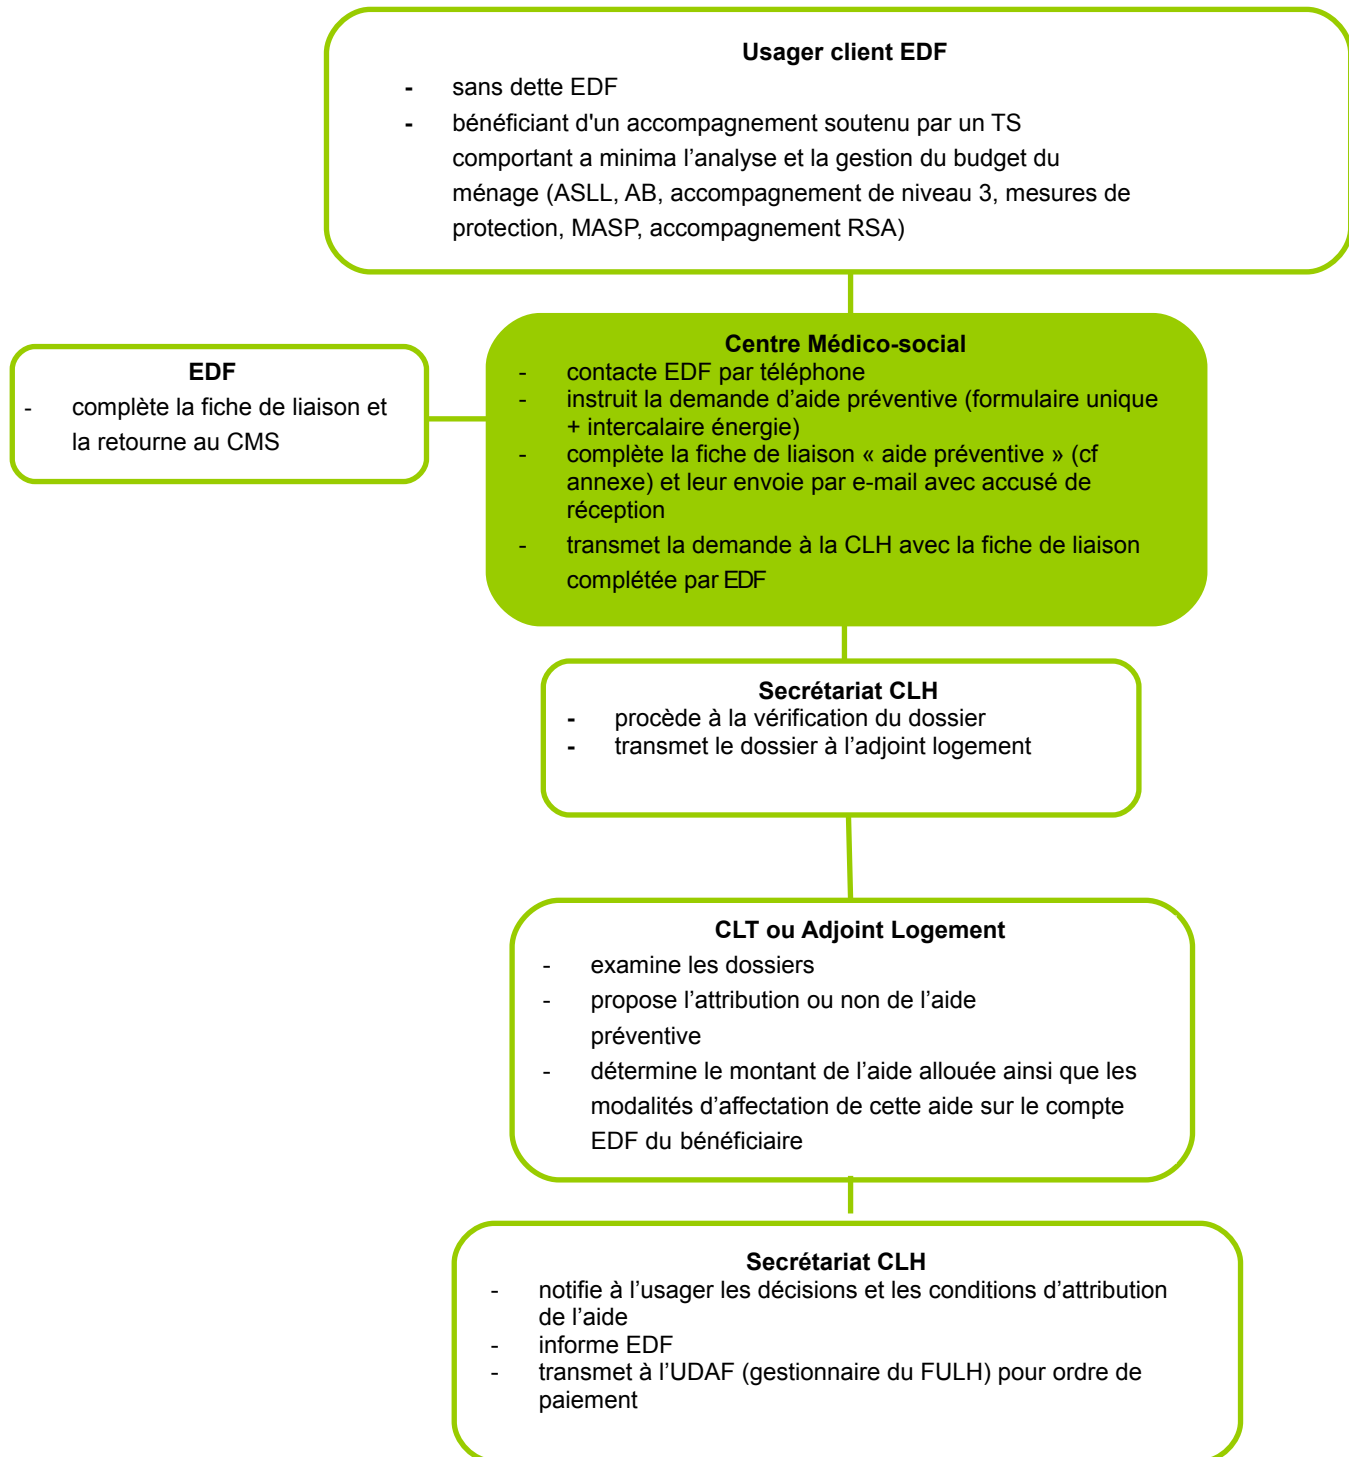 Usager client EDF
- sans dette EDF
- bénéficiant d'un accompagnement soutenu par un TS
comportant a minima l’analyse et la gestion du budget du
ménage (ASLL, AB, accompagnement de niveau 3, mesures de
protection, MASP, accompagnement RSA)
EDF
- complète la fiche de liaison et
la retourne au CMS
Centre Médico-social
- contacte EDF par téléphone
- instruit la demande d’aide préventive (formulaire unique
+ intercalaire énergie)
- complète la fiche de liaison « aide préventive » (cf
annexe) et leur envoie par e-mail avec accusé de
réception
- transmet la demande à la CLH avec la fiche de liaison
complétée par EDF
Secrétariat CLH
- procède à la vérification du dossier
- transmet le dossier à l’adjoint logement
CLT ou Adjoint Logement
- examine les dossiers
- propose l’attribution ou non de l’aide
préventive
- détermine le montant de l’aide allouée ainsi que les
modalités d’affectation de cette aide sur le compte
EDF du bénéficiaire
Secrétariat CLH
- notifie à l’usager les décisions et les conditions d’attribution
de l’aide
- informe EDF
- transmet à l’UDAF (gestionnaire du FULH) pour ordre de
paiement